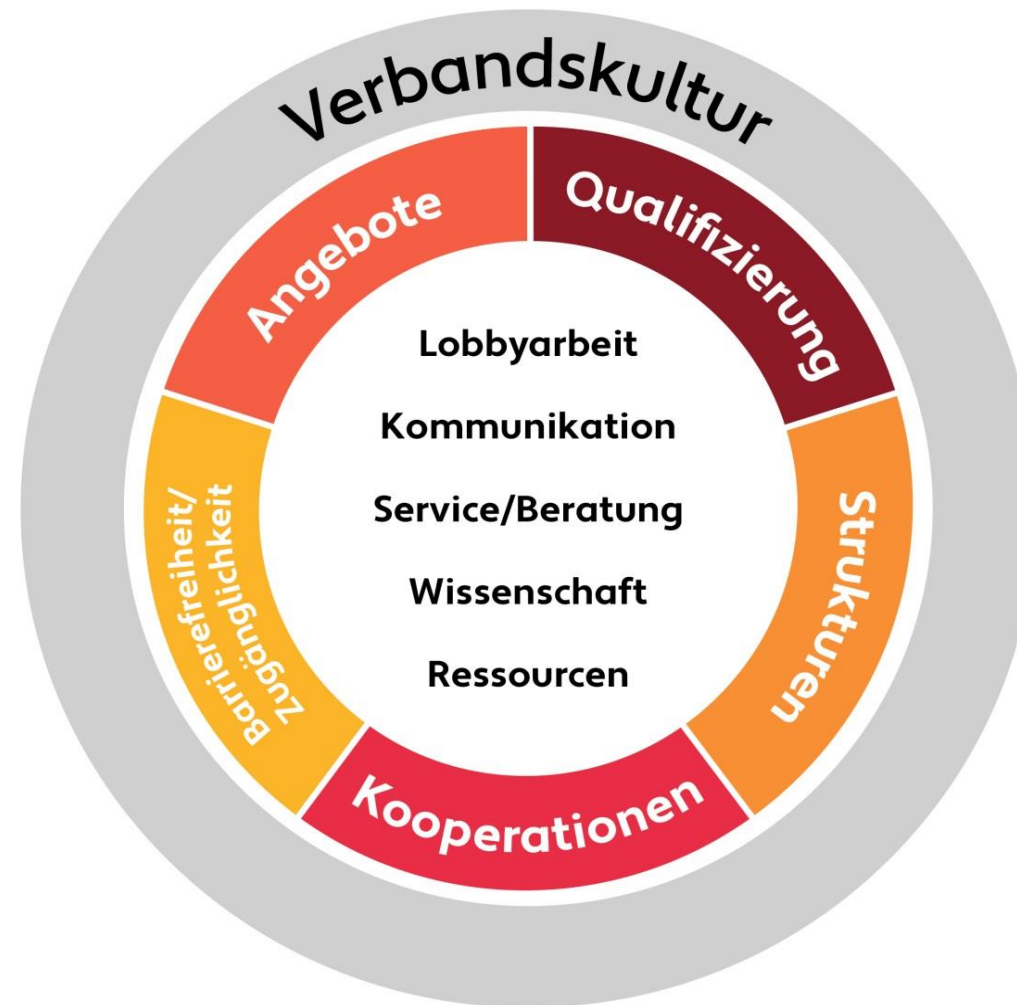 Verbandskultur
Angebote
Qualifizierung
Strukturen
Kooperationen
Barrierefreiheit/
Zugänglichkeit
Lobbyarbeit
Kommunikation
Service/Beratung
Wissenschaft
Ressourcen